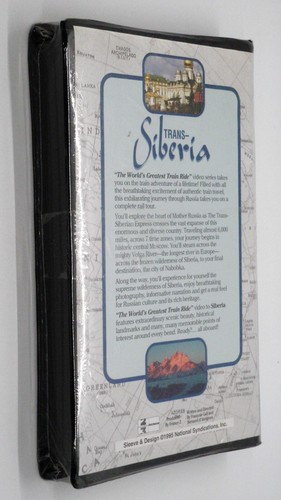 TRANS-
Siberia
"The World's Greatest Train Ride" video series takes
you on the train adventure of a lifetime! Filled with all
the breathtaking excitement of authentic train travel,
this exhilarating journey through Russia takes you on a
complete rail tour.
You'll explore the heart of Mother Russia as The Trans-
Siberian Express crosses the vast expanse of this
enormous and diverse country. Traveling almost 6,000
miles, across 7 time zones, your journey begins in
historic central Moscow. You'll steam across the
mighty Volga River—the longest river in Europe—
across the frozen wilderness of Siberia, to your final
destination, the city of Nahodka.
Along the way, you'll experience for yourself the
supreme wilderness of Siberia, enjoy breathtaking
photography, informative narration and get a real feel
for Russian culture and its rich heritage.
"The World's Greatest Train Ride" video to Siberia
features extraordinary scenic beauty, historical
landmarks and many, many memorable points of
interest around every bend. Ready?... all aboard!
GREENLAND
Sleeve & Design ©1993 National Syndications, Inc.